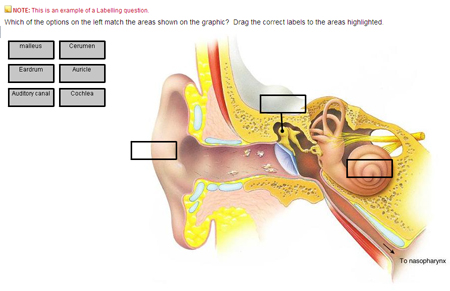 NOTE: This is an example of a Labelling question.
Which of the options on the left match the areas shown on the graphic? Drag the correct labels to the areas highlighted
malleus
Cerumen
Eardrum
Auricle
Auditory canal
Cochlea
To nasopharynx